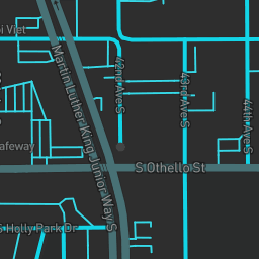 i Viet
Martin Luther King Junior Way S
42nd Ave S
43rd Ave S
44th Ave S
afeway
S Othello St
S Holly Park Dr